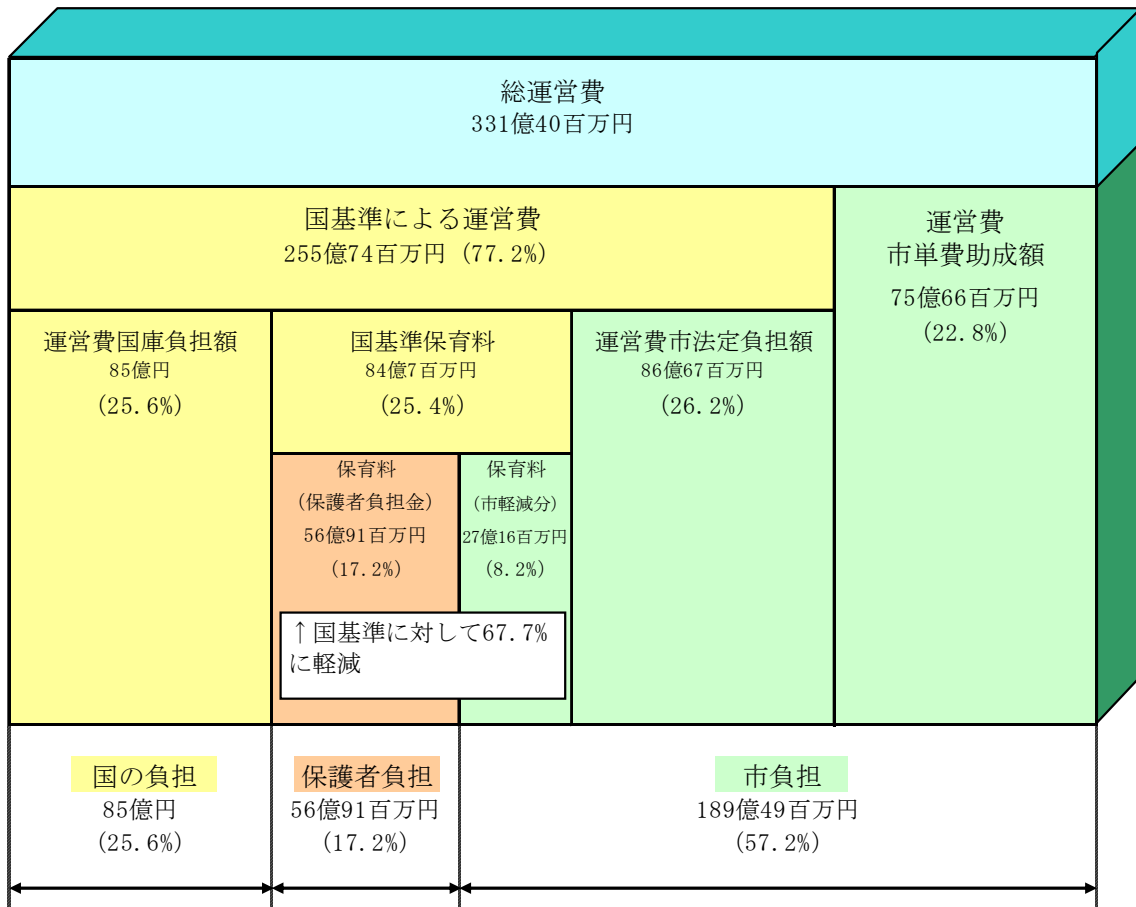 総運営費
331億40百万円
国基準による運営費
255億74百万円 (77.2%)
運営費
市単費助成額
75億66百万円
(22.8%)
運営費国庫負担額
85億円
(25.6%)
国基準保育料
84億7百万円
(25.4%)
運営費市法定負担額
86億67百万円
(26.2%)
保育料
(保護者負担金)
56億91百万円
(17.2%)
保育料
(市軽減分)
27億16百万円
(8.2%)
↑国基準に対して67.7%
に軽減
国の負担
85億円
(25.6%)
保護者負担
56億91百万円
(17.2%)
市負担
189億49百万円
(57.2%)